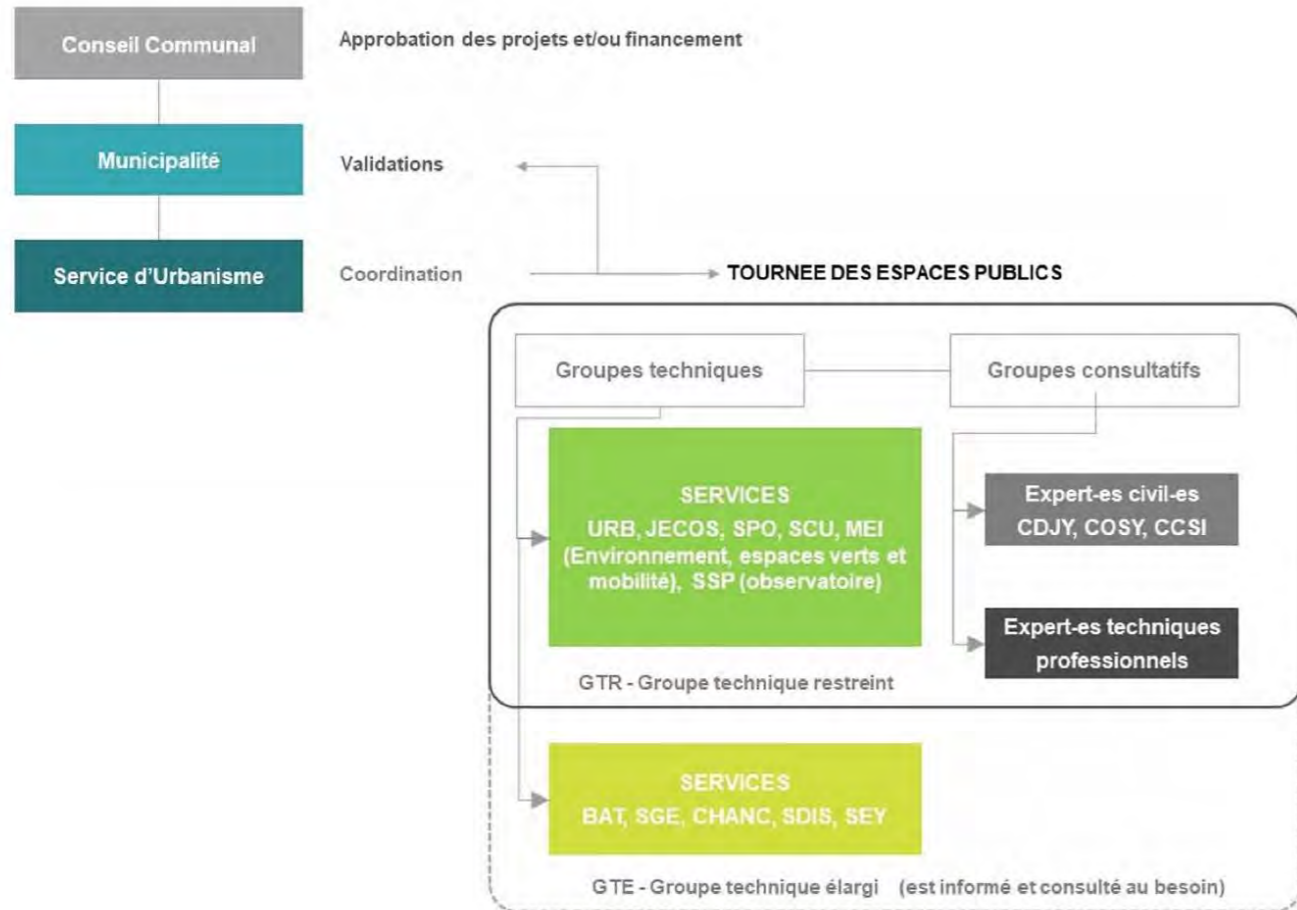 Conseil Communal
Approbation des projets et/ou financement
Municipalité
Validations
Service d'Urbanisme
Coordination
TOURNEE DES ESPACES PUBLICS
Groupes techniques
Groupes consultatifs
SERVICES
URB, JECOS, SPO, SCU, MEI
(Environnement, espaces verts et
mobilité), SSP (observatoire)
Expert-es civil-es
CDJY, COSY, CCSI
Expert-es techniques
professionnels
GTR - Groupe technique restreint
SERVICES
BAT, SGE, CHANC, SDIS, SEY
GTE - Groupe technique élargi (est informé et consulté au besoin)